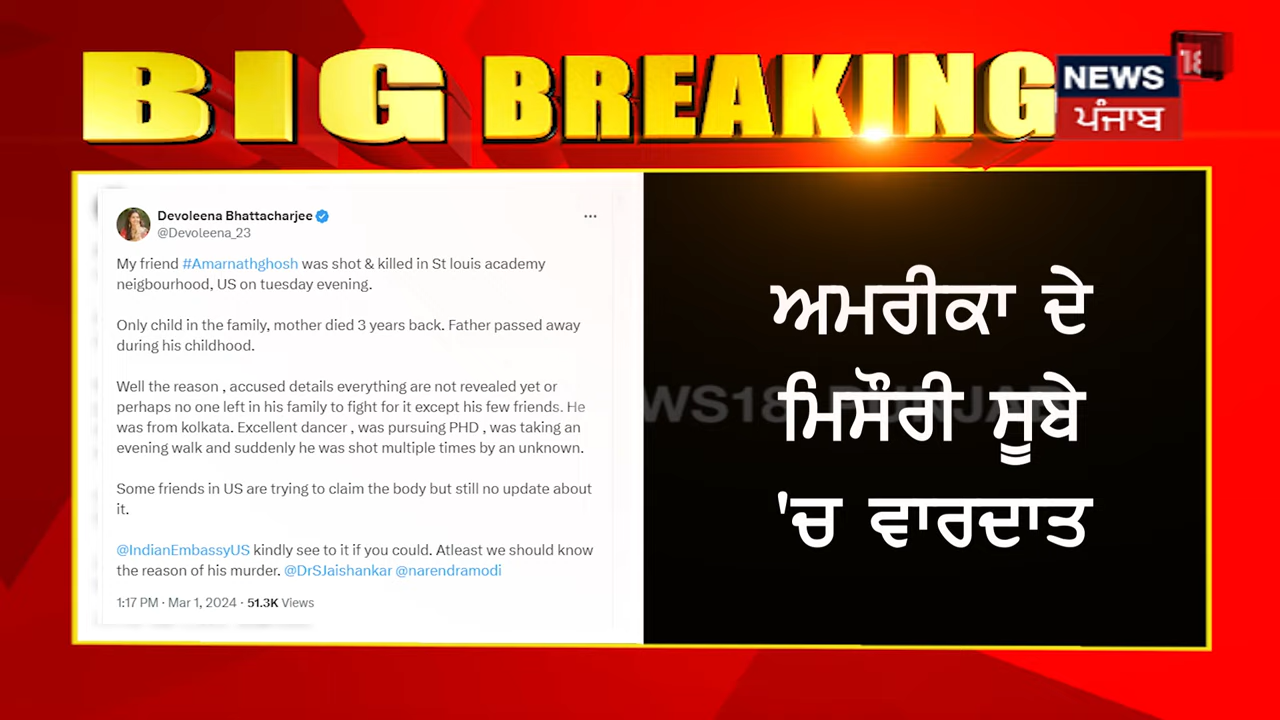 BIG BREAKING
NEWS 18
ਪੰਜਾਬ
Devoleena Bhattacharjee
@Devoleena_23
My friend #Amarnathghosh was shot & killed in St louis academy
neigbourhood, US on tuesday evening.
Only child in the family, mother died 3 years back. Father passed away
during his childhood.
Well the reason , accused details everything are not revealed yet or
perhaps no one left in his family to fight for it except his few friends. He
was from kolkata. Excellent dancer , was pursuing PHD , was taking an
evening walk and suddenly he was shot multiple times by an unknown.
Some friends in US are trying to claim the body but still no update about
it.
@IndianEmbassyUS kindly see to it if you could. Atleast we should know
the reason of his murder. @DrSJaishankar @narendramodi
1:17 PM · Mar 1, 2024 · 51.3K Views
ਅਮਰੀਕਾ ਦੇ
ਮਿਸੌਰੀ ਸੂਬੇ
'ਚ ਵਾਰਦਾਤ